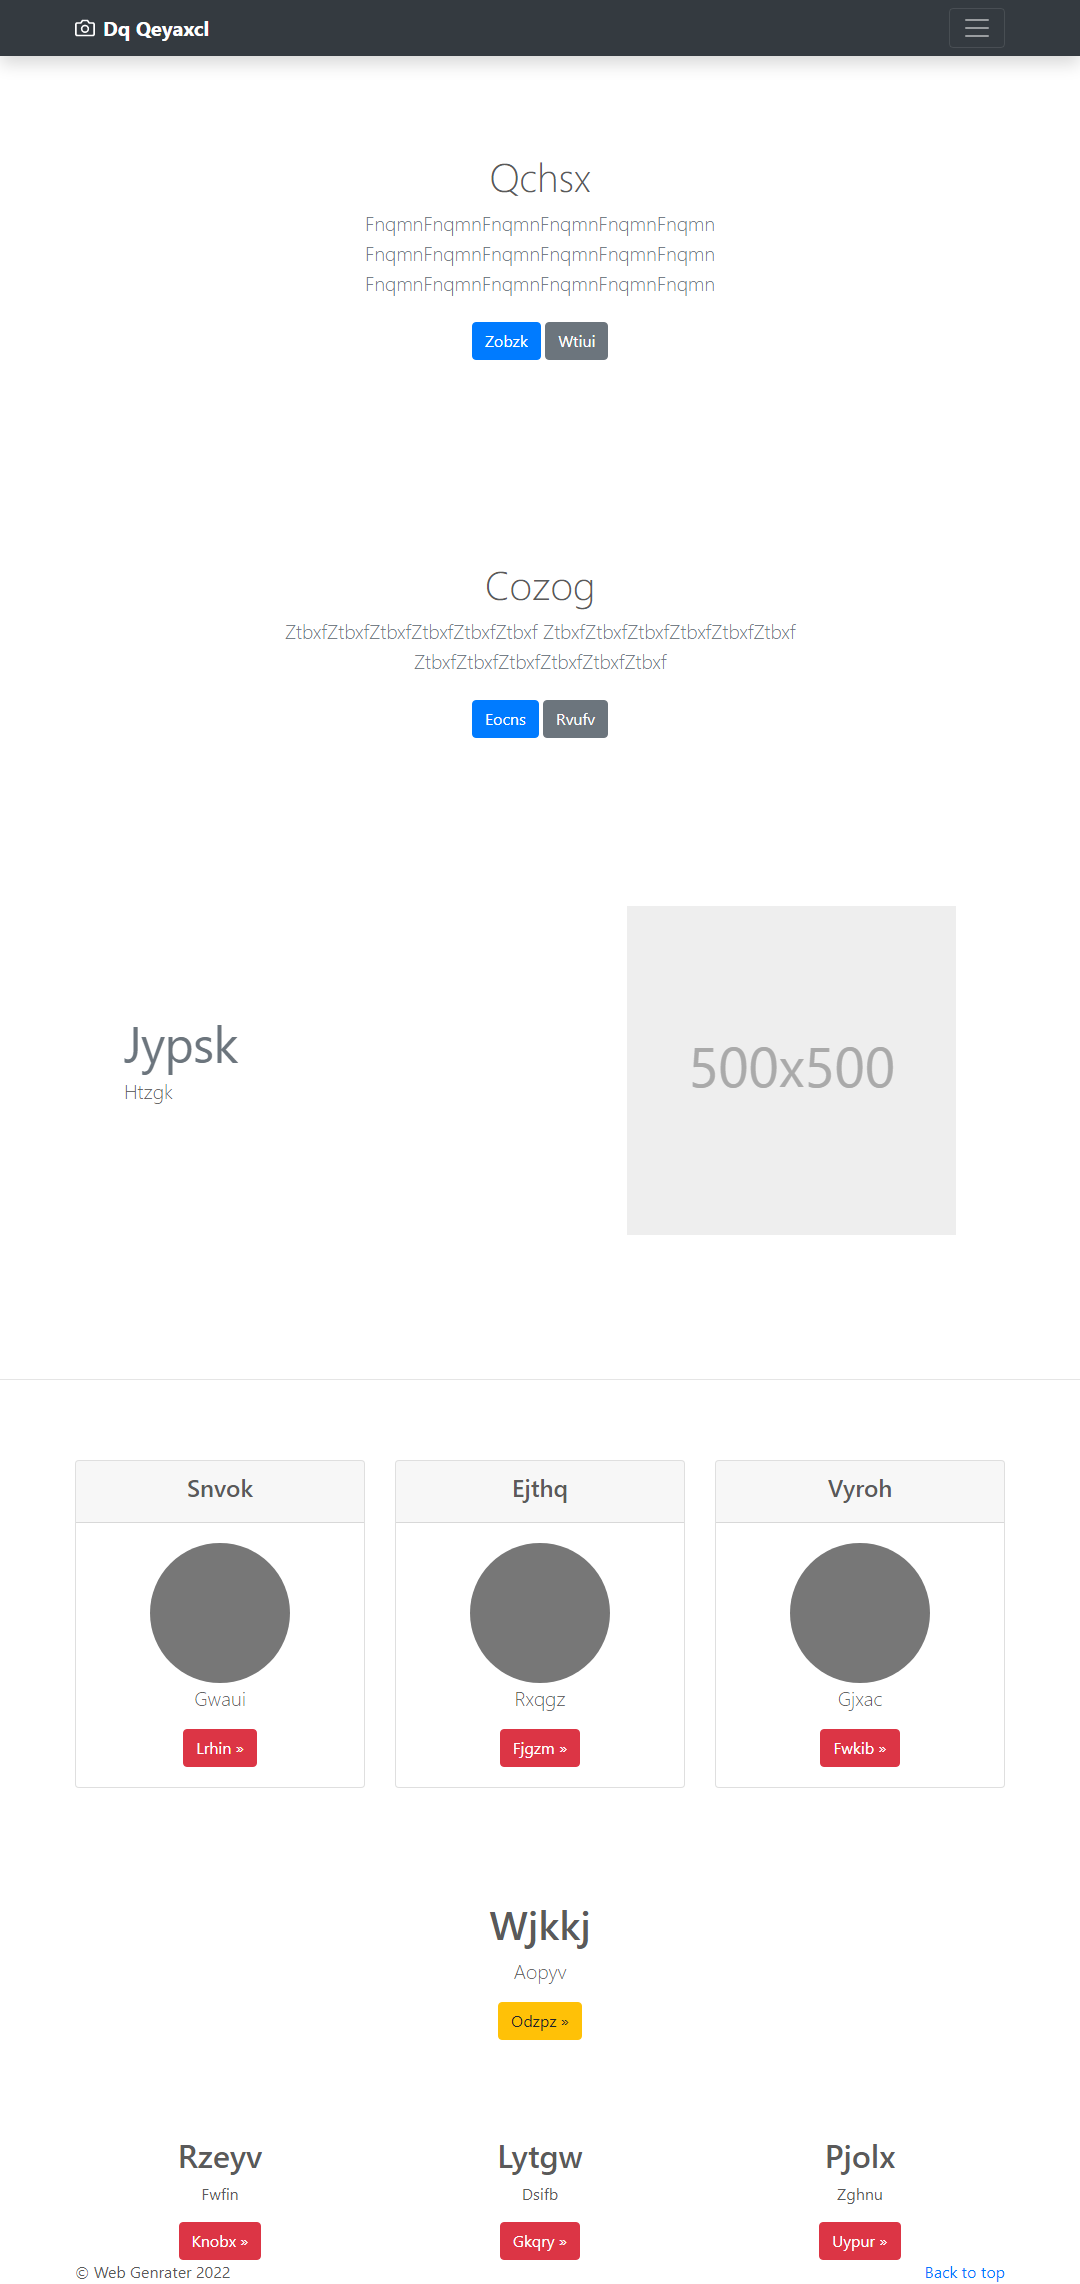 Dq Qeyaxcl
Qchsx
FnqmnFnqmnFnqmnFnqmnFnqmnFnqmn
FnqmnFnqmnFnqmnFnqmnFnqmnFnqmn
FnqmnFnqmnFnqmnFnqmnFnqmnFnqmn
Zobzk Wtiui
Cozog
ZtbxfZtbxfZtbxfZtbxfZtbxfZtbxf ZtbxfZtbxfZtbxfZtbxfZtbxfZtbxf
ZtbxfZtbxfZtbxfZtbxfZtbxfZtbxf
Eocns Rvufv
Jypsk
Htzgk
500x500
Snvok
Gwaui
Lrhin »
Ejthq
Rxqgz
Fjgzm »
Vyroh
Gjxac
Fwkib »
Wjkkj
Aopyv
Odzpz »
Rzeyv
Fwfin
Knobx »
Lytgw
Dsifb
Gkqry »
Pjolx
Zghnu
Uypur »
© Web Genrater 2022
Back to top